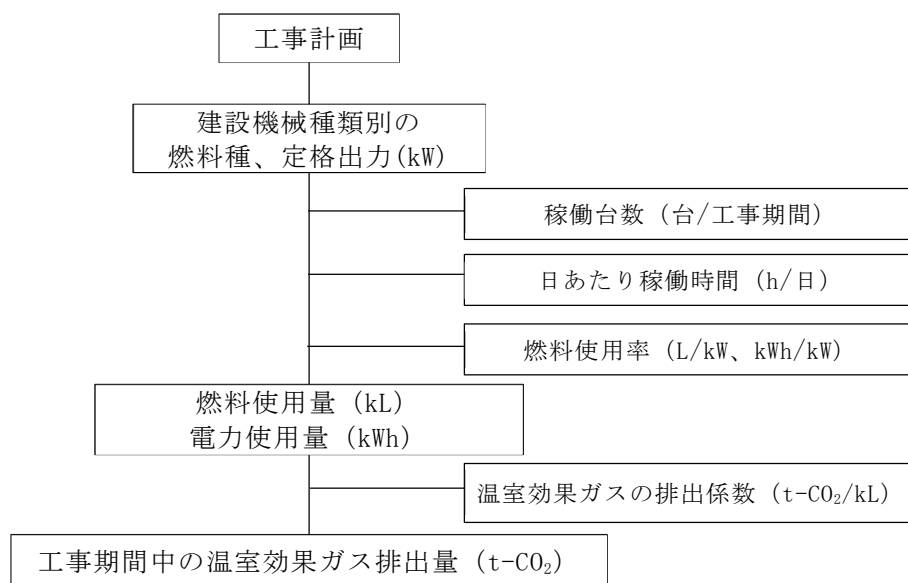 工事計画
建設機械種類別の
燃料種、定格出力(kW)
稼働台数 (台/工事期間)
日あたり稼働時間 (h/日)
燃料使用率 (L/kW、kWh/kW)
燃料使用量 (kL)
電力使用量 (kWh)
温室効果ガスの排出係数 (t-CO₂/kL)
工事期間中の温室効果ガス排出量 (t-CO₂)